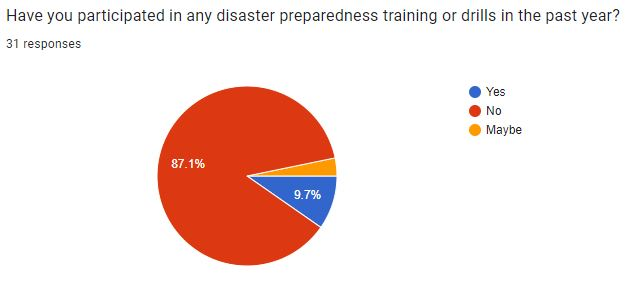 Have you participated in any disaster preparedness training or drills in the past year?
31 responses
Yes
No
Maybe
87.1%
9.7%